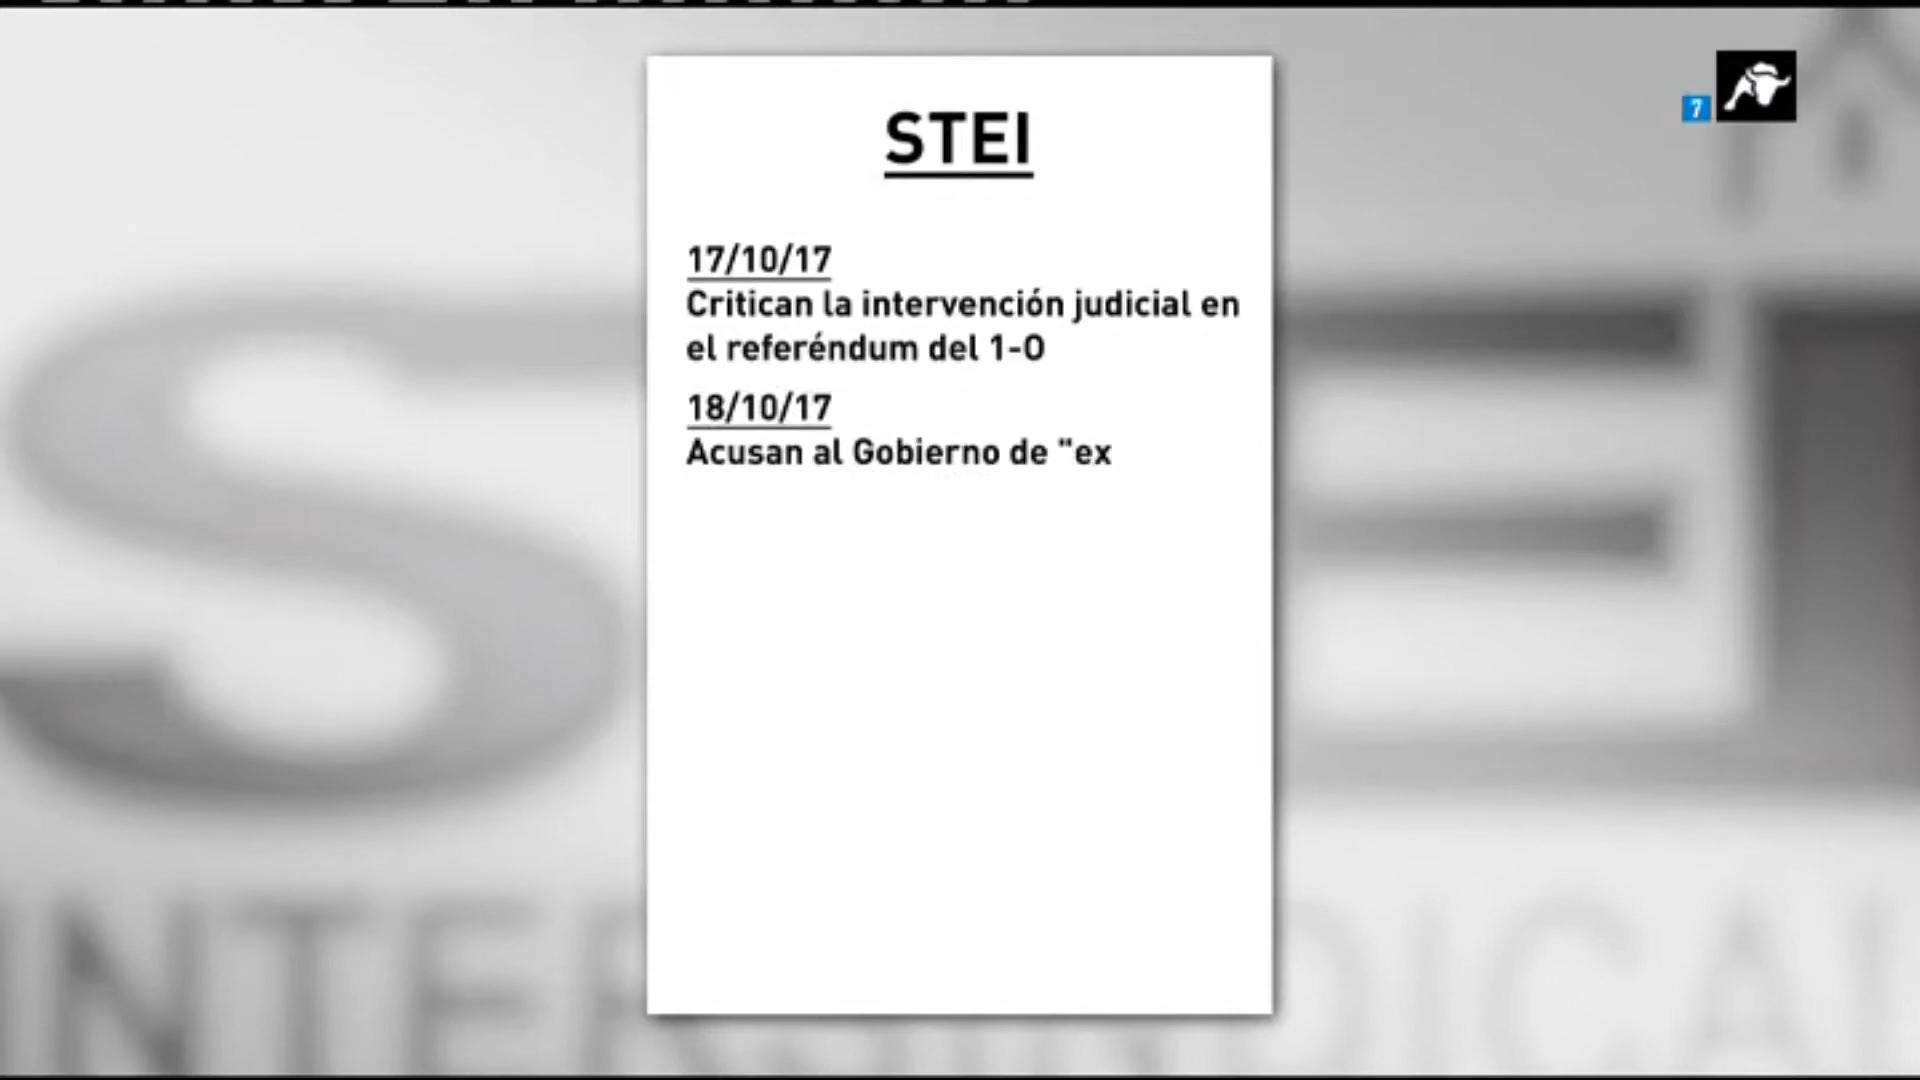 STEI
7
17/10/17
Critican la intervención judicial en
el referéndum del 1-O
18/10/17
Acusan al Gobierno de "ex